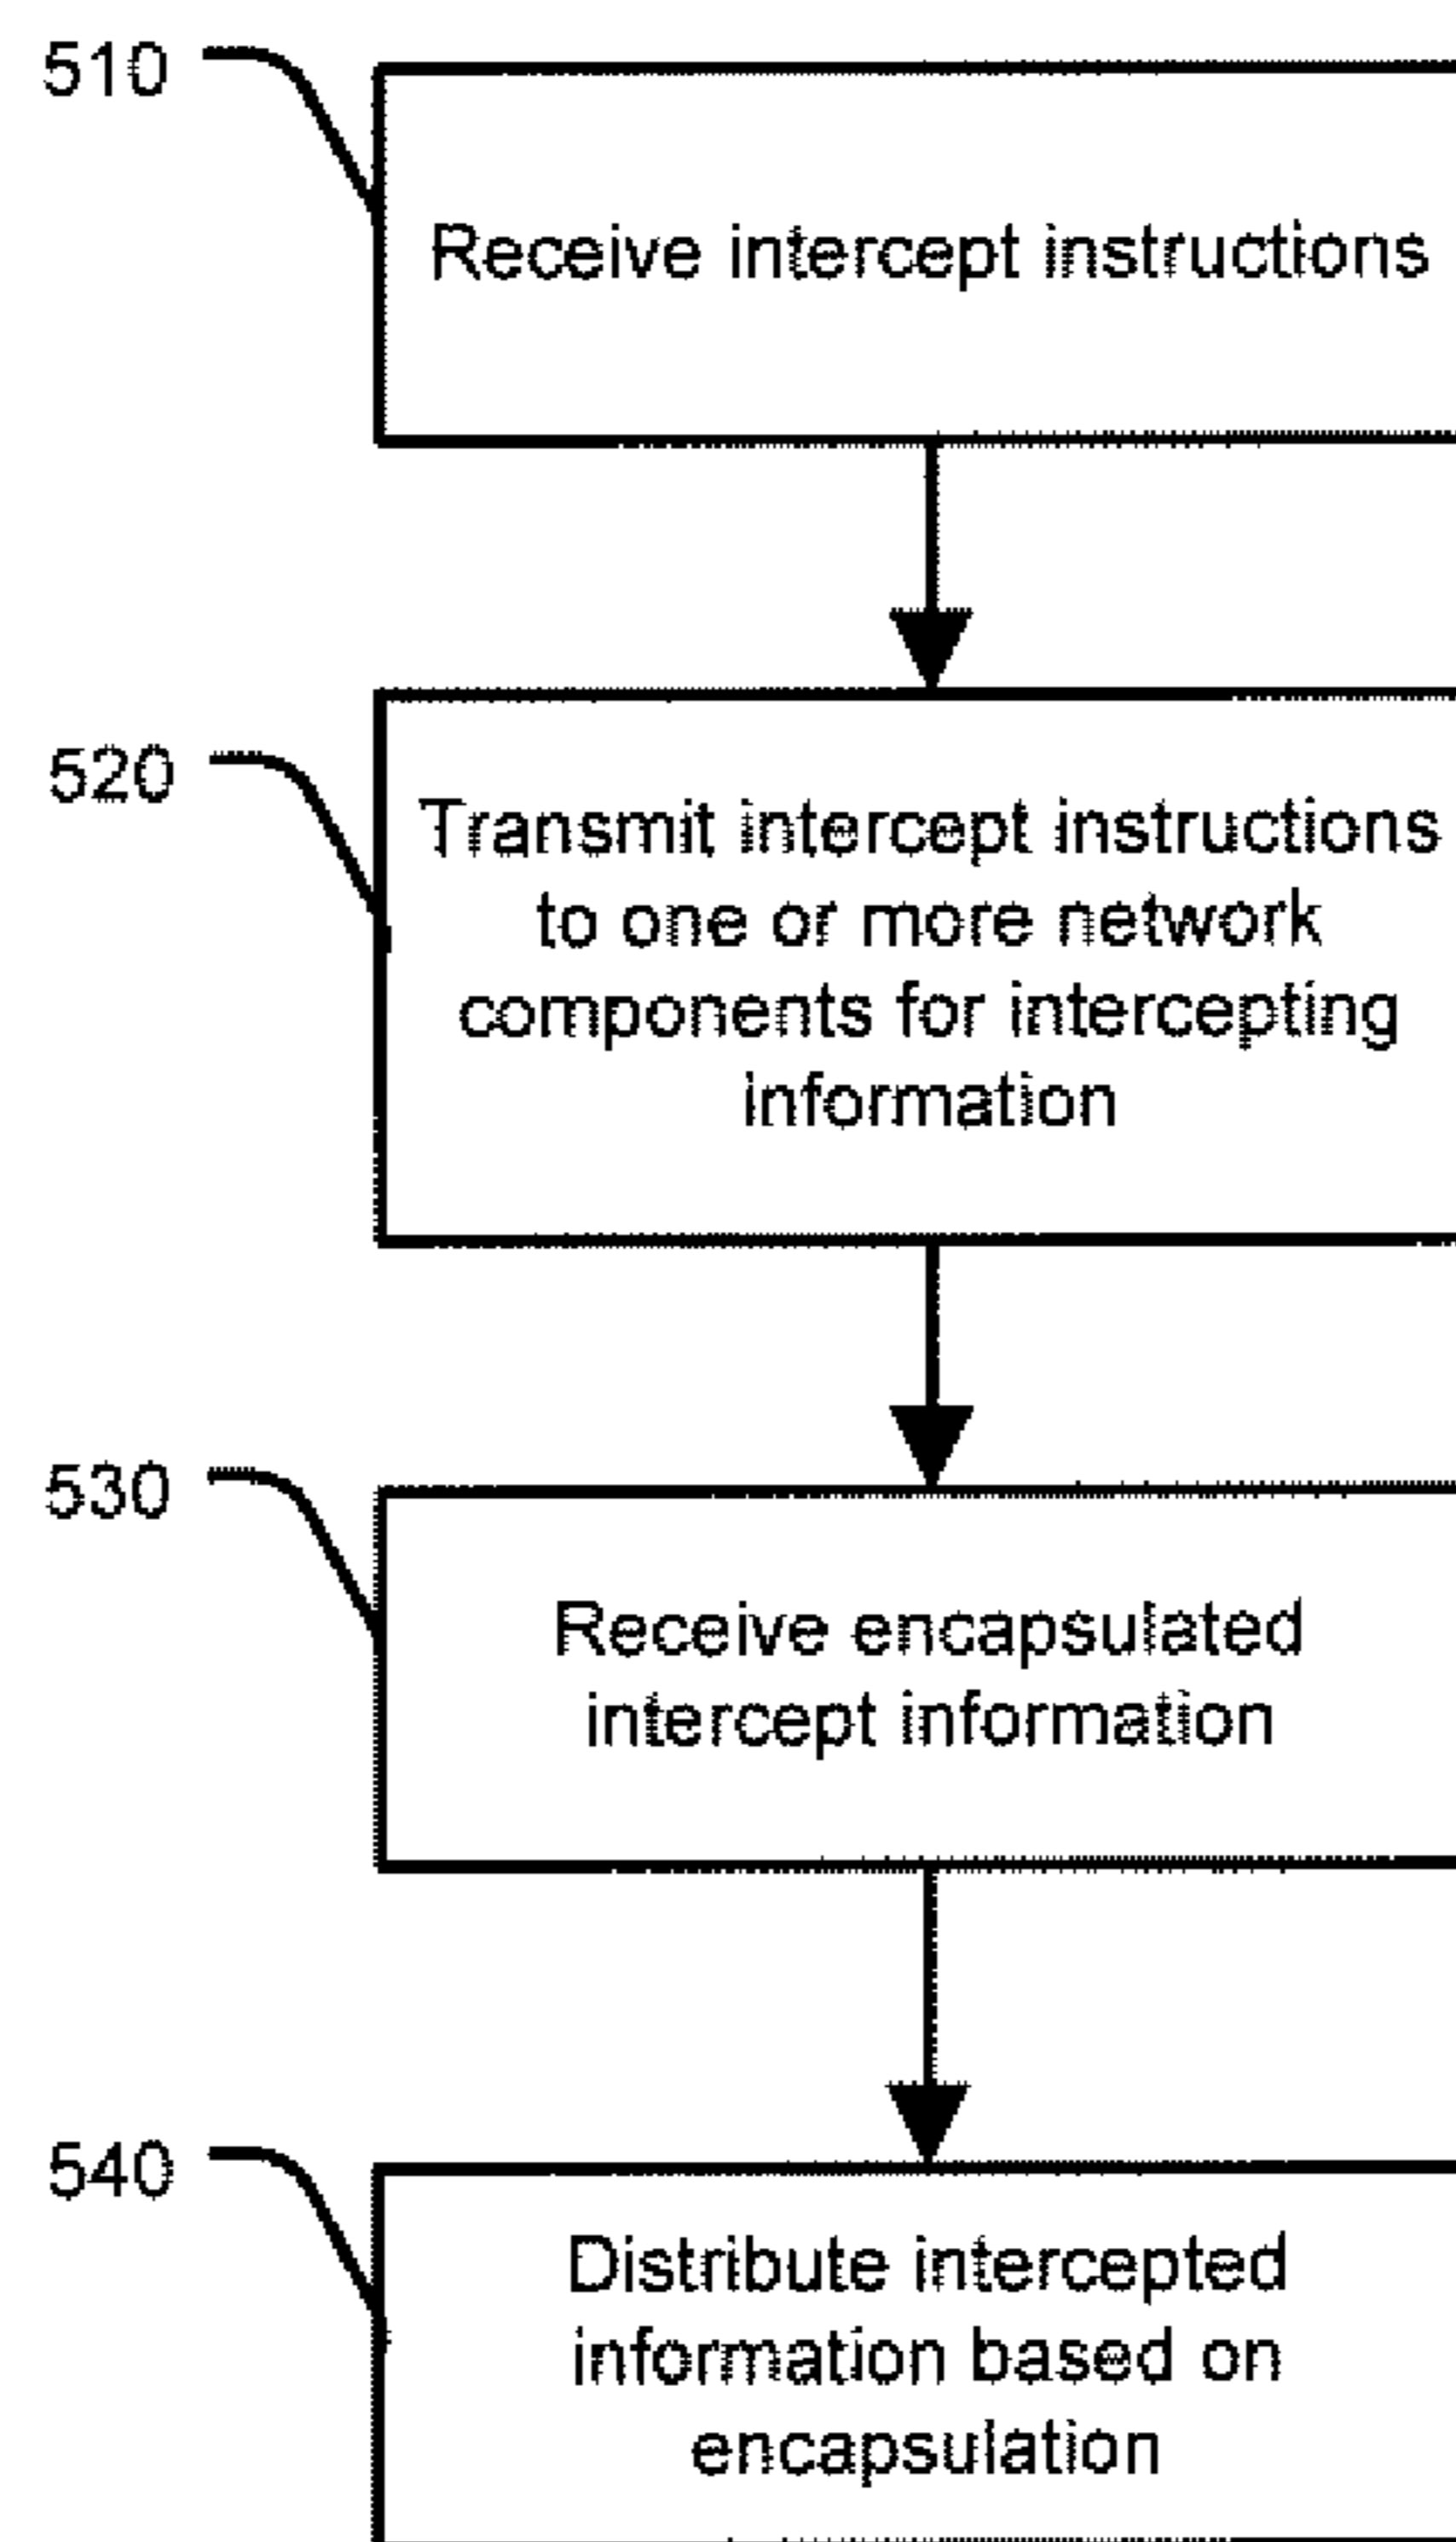 510
Receive intercept instructions
520
Transmit intercept instructions
to one or more network
components for intercepting
information
530
Receive encapsulated
intercept information
540
Distribute intercepted
information based on
encapsulation